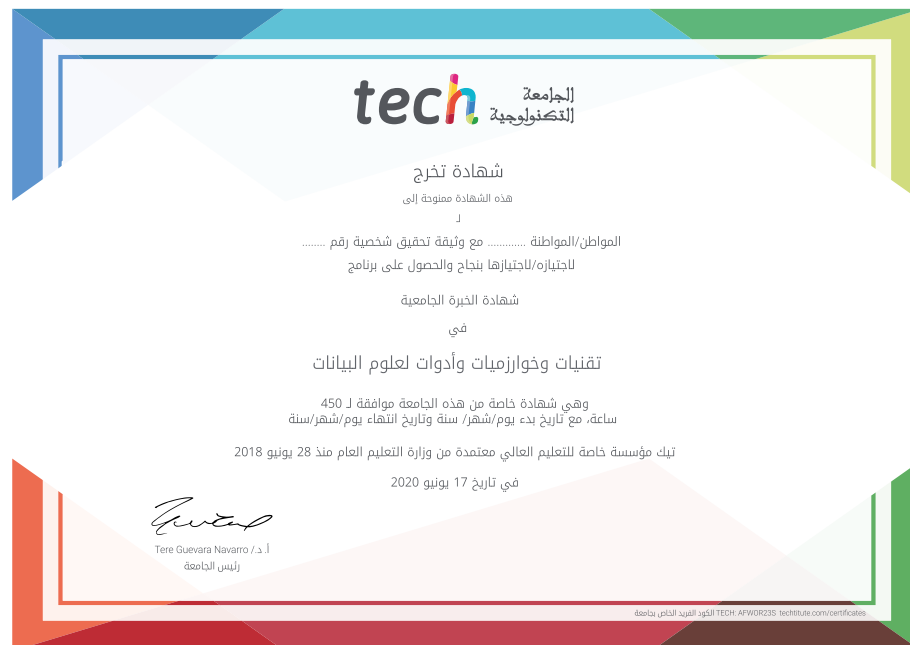 tech الجامعة
التكنولوجية
شهادة تخرج
هذه الشهادة ممنوحة إلى
لـ
المواطن/المواطنة ............. مع وثيقة تحقيق شخصية رقم ........
لاجتيازه/لاجتيازها بنجاح والحصول على برنامج
شهادة الخبرة الجامعية
في
تقنيات وخوارزميات وأدوات لعلوم البيانات
وهي شهادة خاصة من هذه الجامعة موافقة لـ 450
ساعة، مع تاريخ بدء يوم/شهر/ سنة وتاريخ انتهاء يوم/شهر/سنة
تيك مؤسسة خاصة للتعليم العالي معتمدة من وزارة التعليم العام منذ 28 يونيو 2018
في تاريخ 17 يونيو 2020
أ. د./ Tere Guevara Navarro
رئيس الجامعة
الكود الفريد الخاص بجامعة TECH: AFWOR23S techtitute.com/certificates